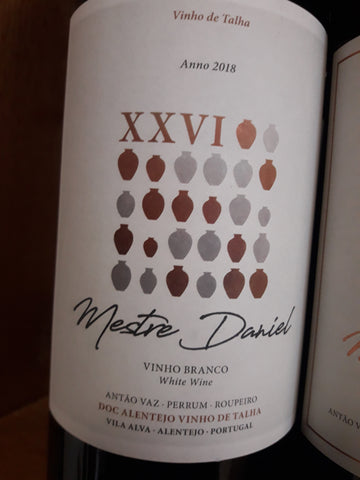 Vinho de Talha
Anno 2018
XXVI
Mestre Daniel
VINHO BRANCO
White Wine
ANTÃO VAZ - PERRUM - ROUPEIRO
DOC ALENTEJO VINHO DE TALHA
VILA ALVA - ALENTEJO - PORTUGAL
ANTÃO V